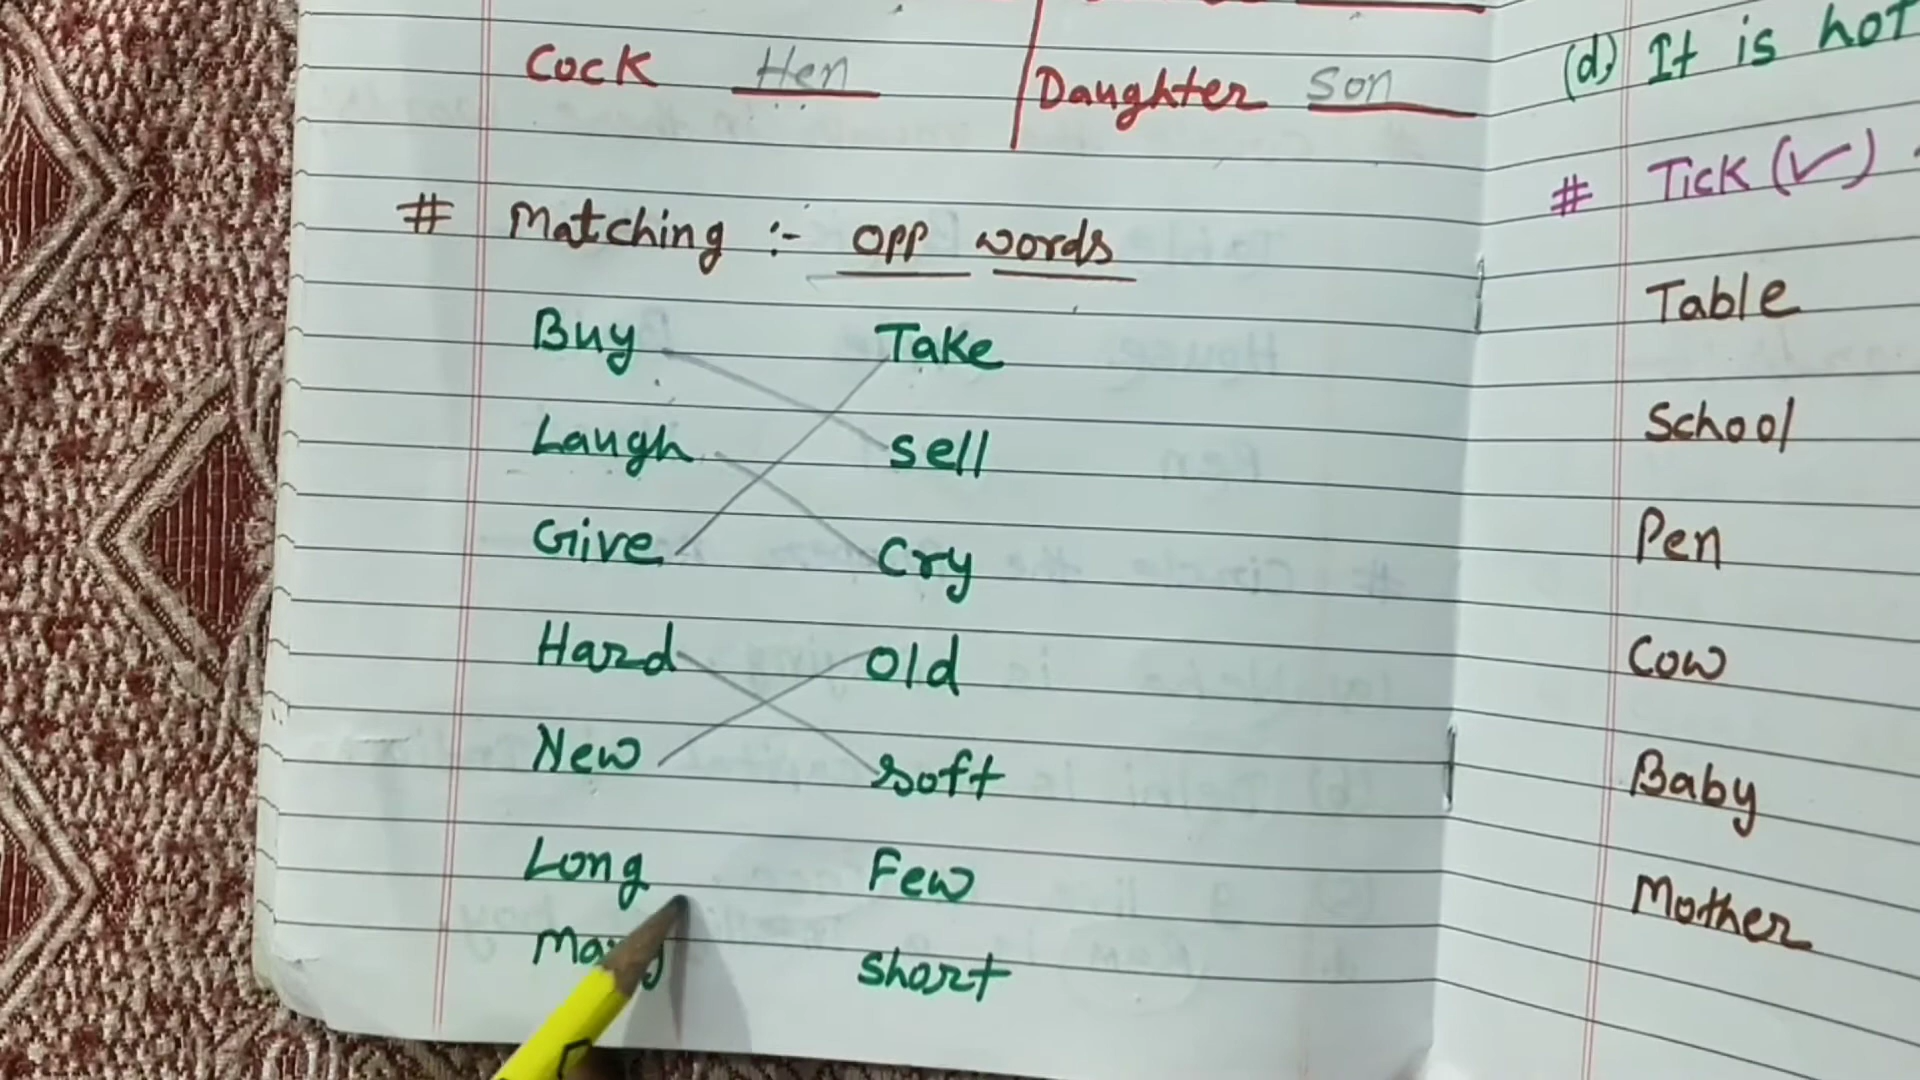 Cock Hen
Daughter Son
# Matching :- opp words
Buy Take
Laugh sell
Give Cry
Hard old
New soft
Long Few
Many short
(d) It is hot
# Tick (✓)
Table
School
Pen
Cow
Baby
Mother